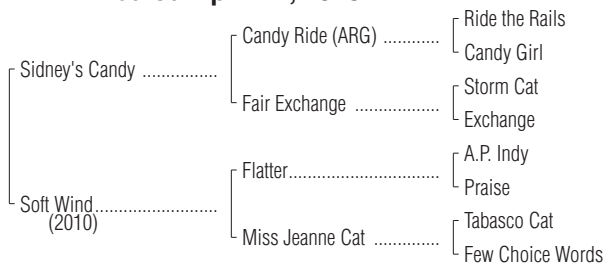 Ride the Rails
Candy Ride (ARG) ............
Candy Girl
Sidney's Candy ................
Storm Cat
Fair Exchange ..................
Exchange
A.P. Indy
Flatter................................
Praise
Soft Wind..........................
(2010)
Tabasco Cat
Miss Jeanne Cat ..............
Few Choice Words